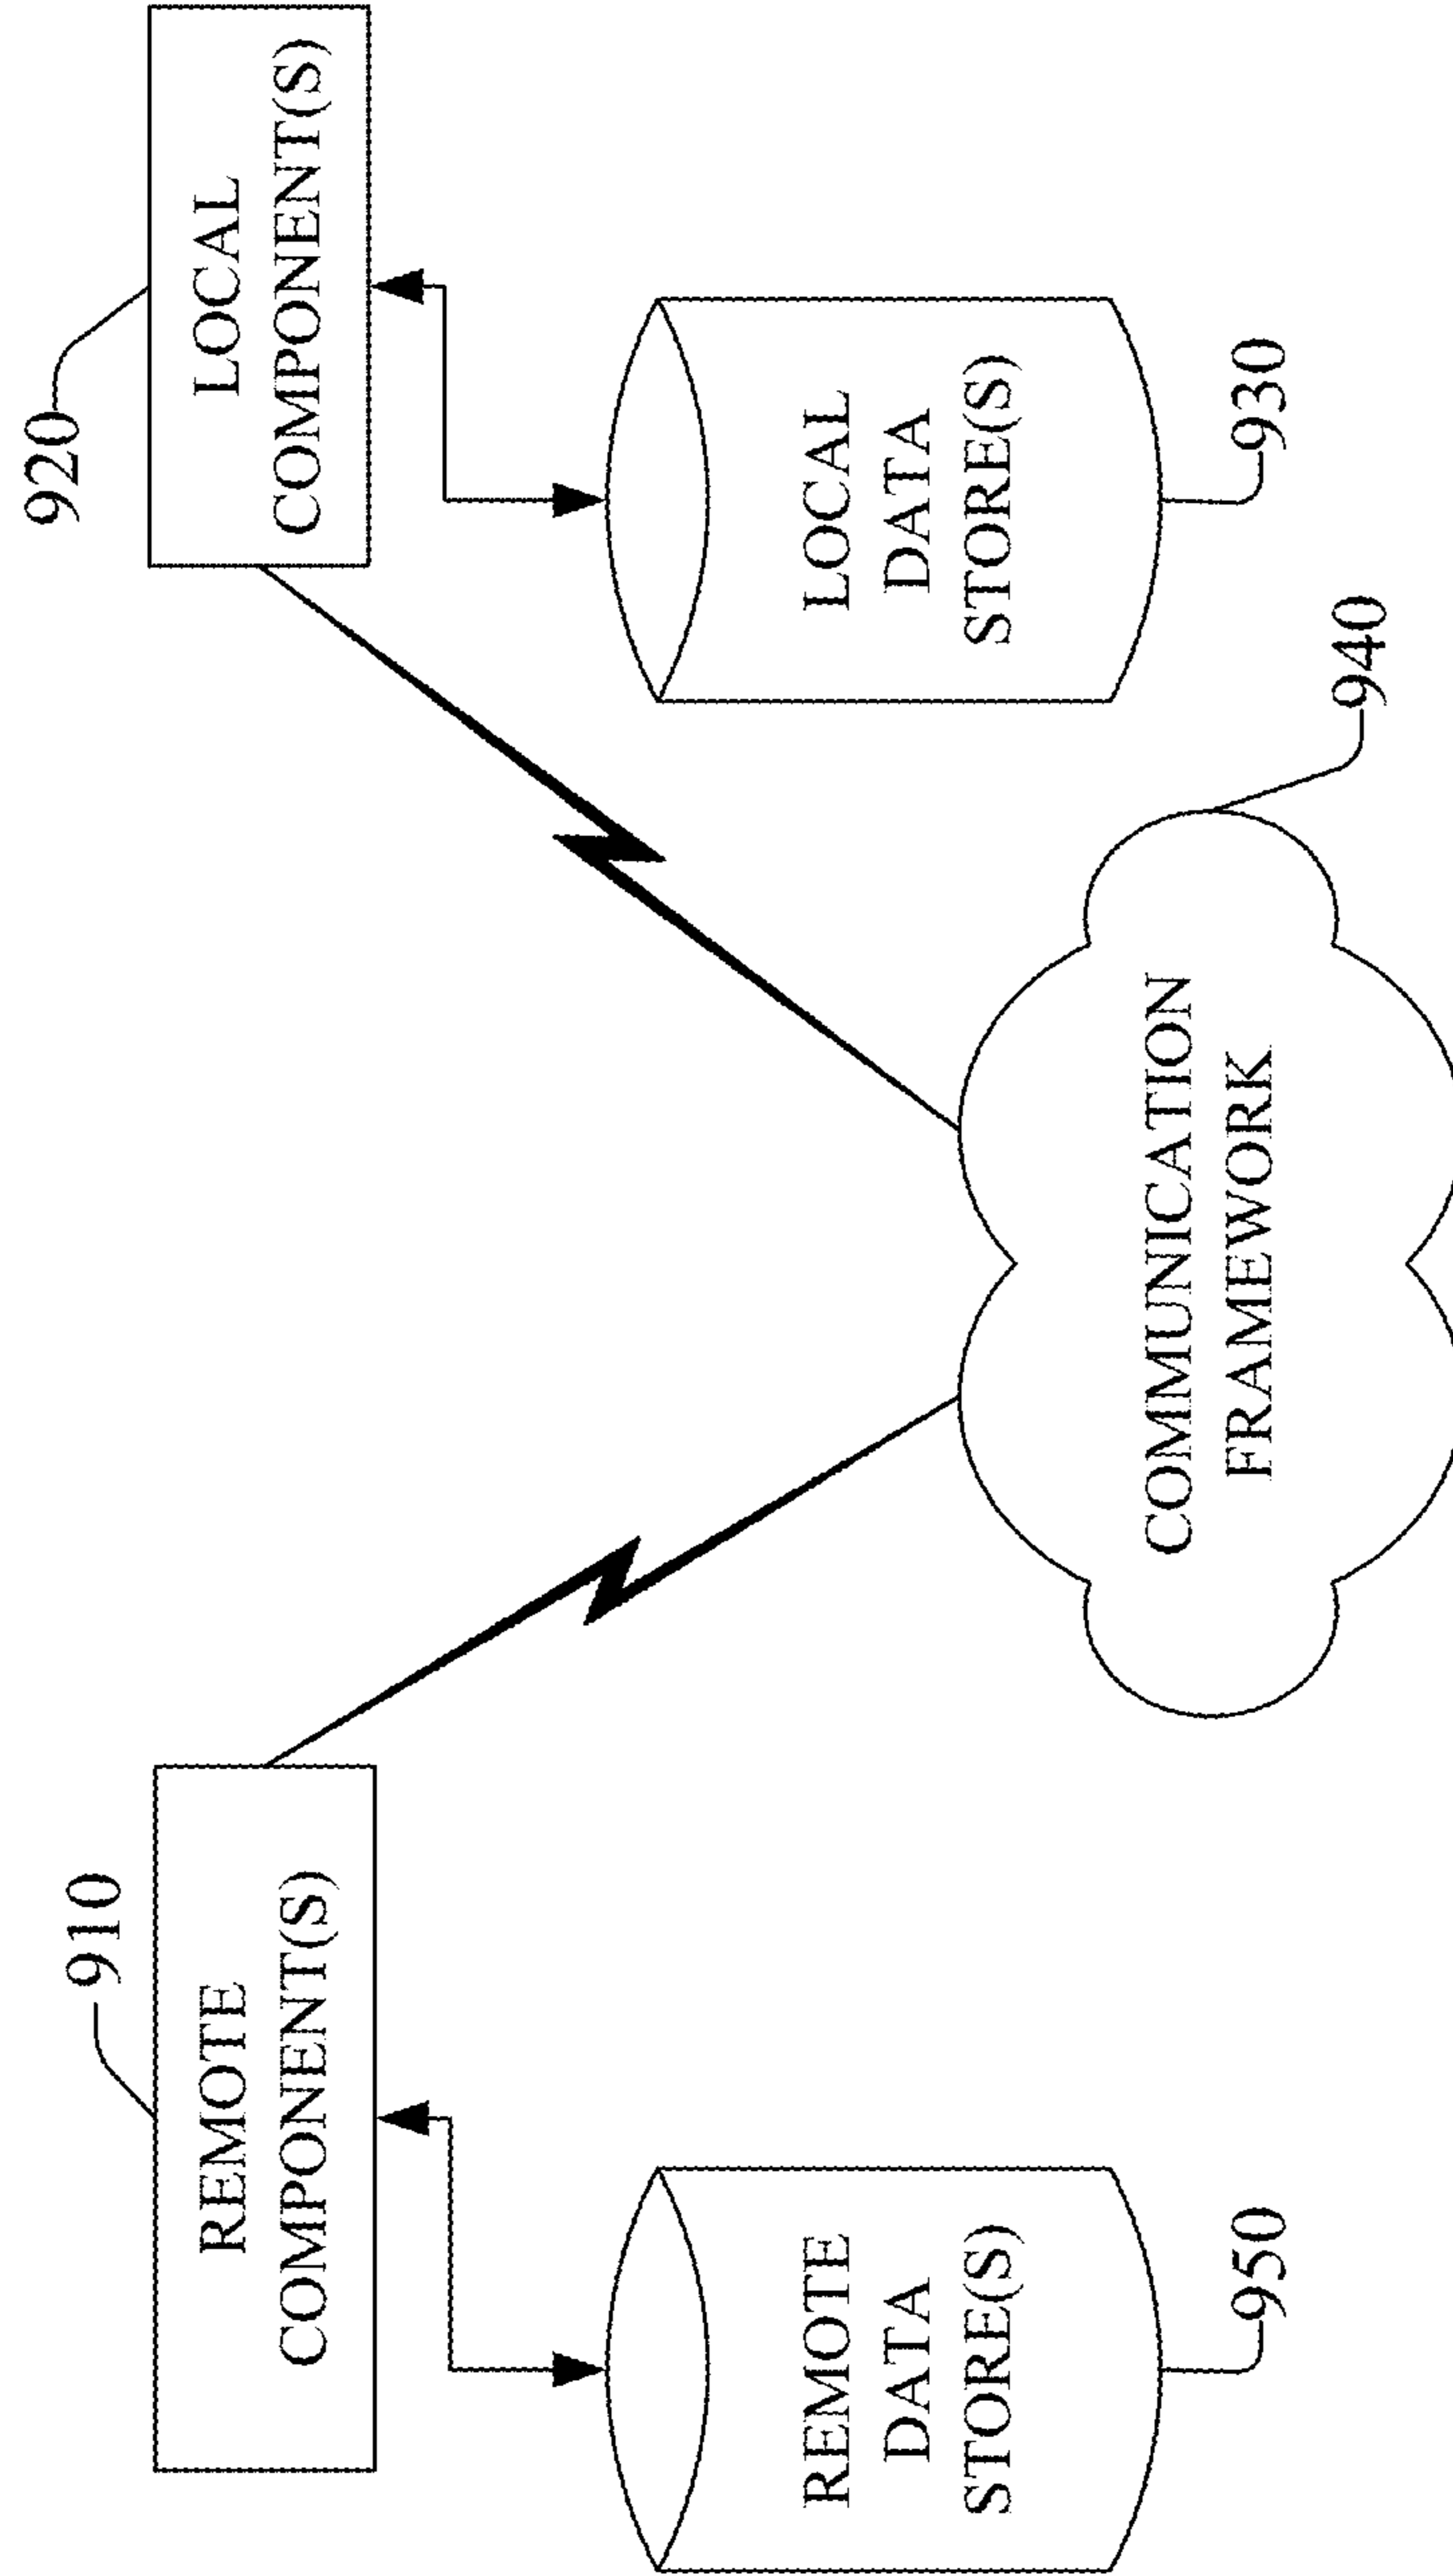 910
REMOTE
COMPONENT(S)
920
LOCAL
COMPONENT(S)
REMOTE
DATA
STORE(S)
950
LOCAL
DATA
STORE(S)
930
COMMUNICATION
FRAMEWORK
940